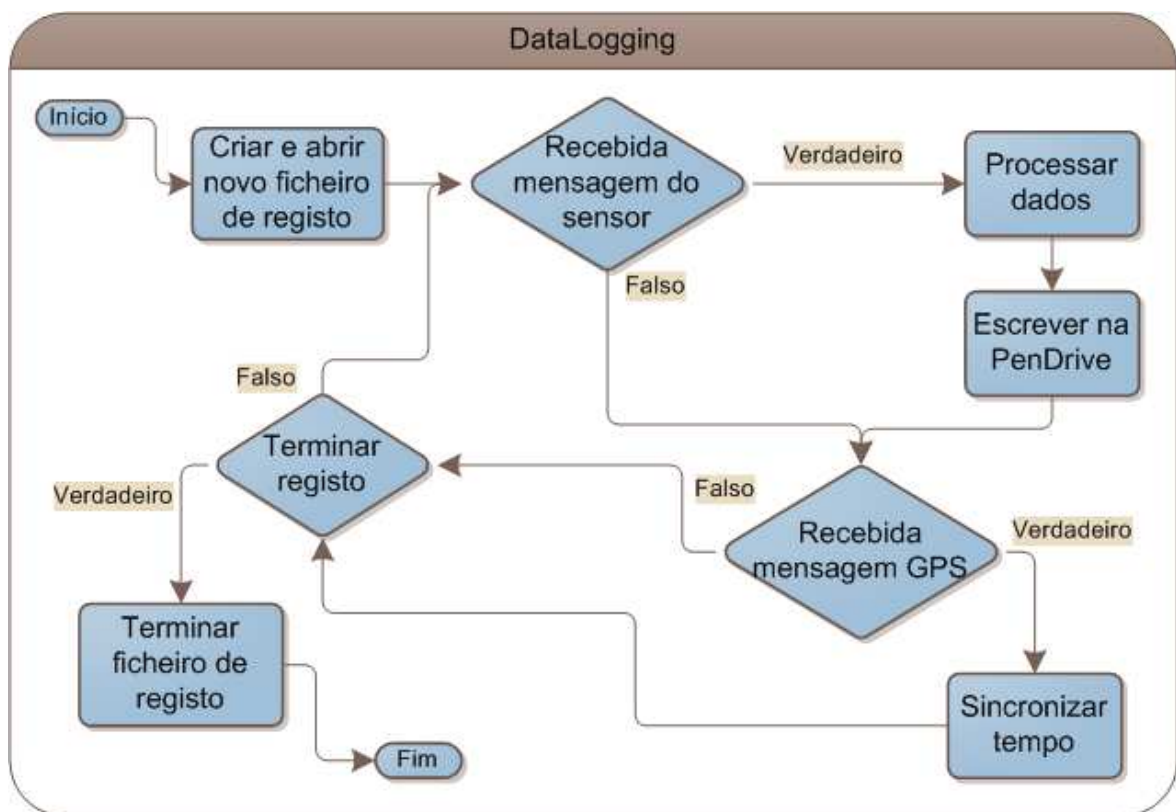 DataLogging
Início
Criar e abrir
novo ficheiro
de registo
Recebida
mensagem do
sensor
Verdadeiro
Processar
dados
Falso
Escrever na
PenDrive
Falso
Terminar
registo
Verdadeiro
Falso
Recebida
mensagem GPS
Verdadeiro
Terminar
ficheiro de
registo
Sincronizar
tempo
Fim